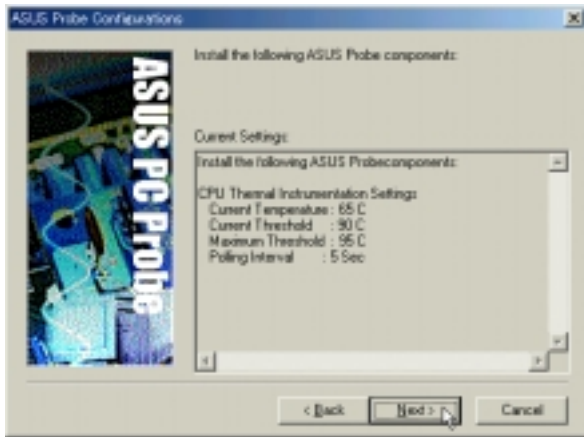 ASUS Probe Configurations
ASUS PC Probe
Install the following ASUS Probe components:
Current Settings:
Install the following ASUS Probecomponents:
CPU Thermal Instrumentation Settings
Current Temperature : 65 C
Current Threshold : 90 C
Maximum Threshold : 95 C
Polling Interval : 5 Sec
< Back
Next >
Cancel